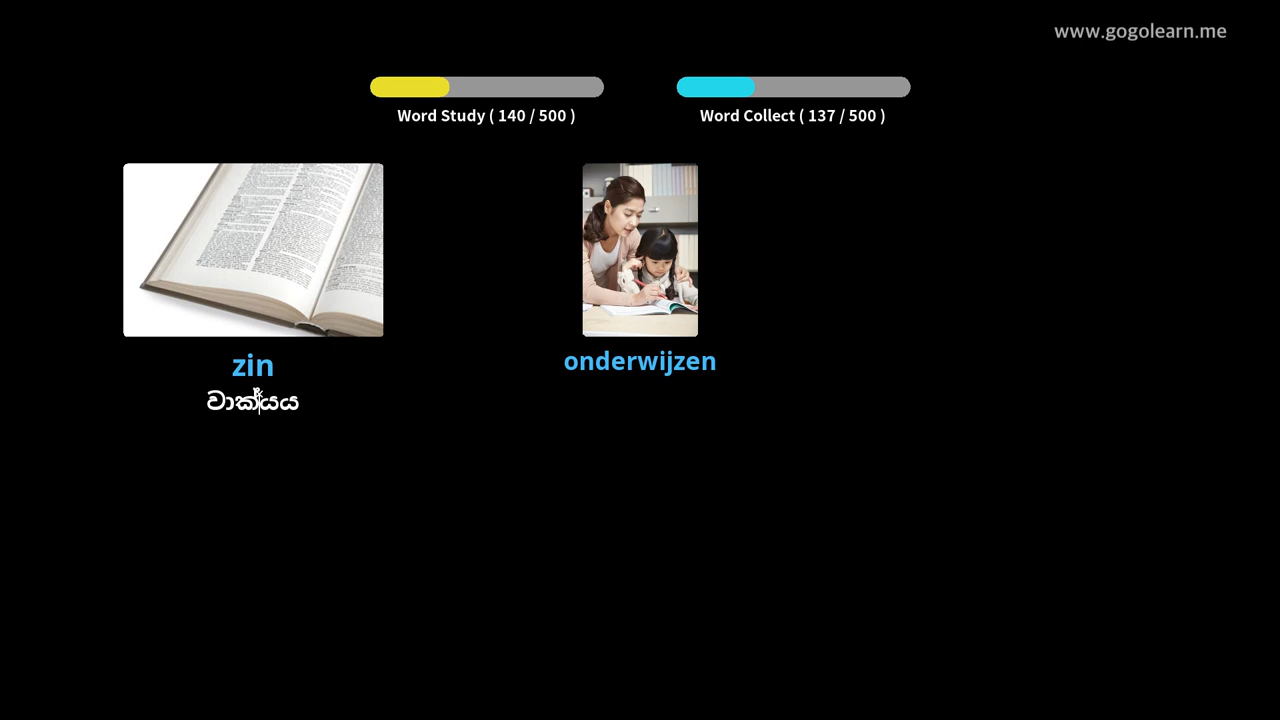 www.gogolearn.me
Word Study ( 140 / 500 )
Word Collect ( 137 / 500 )
zin
වාක්‍යය
onderwijzen